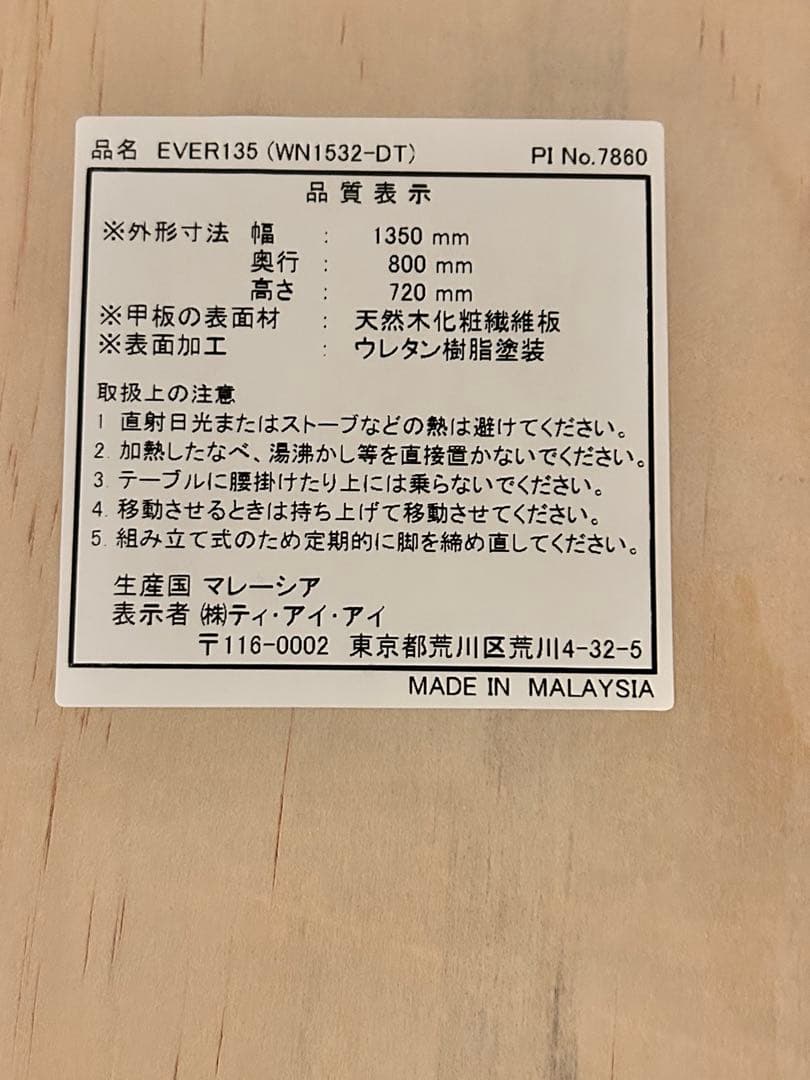 品名 EVER135 (WN1532-DT) PI No.7860
品質表示
※外形寸法 幅 : 1350 mm
奥行 : 800 mm
高さ : 720 mm
※甲板の表面材 : 天然木化粧繊維板
※表面加工 : ウレタン樹脂塗装
取扱上の注意
1 直射日光またはストーブなどの熱は避けてください。
2. 加熱したなべ、湯沸かし等を直接置かないでください。
3. テーブルに腰掛けたり上には乗らないでください。
4. 移動させるときは持ち上げて移動させてください。
5. 組み立て式のため定期的に脚を締め直してください。
生産国 マレーシア
表示者 ㈱ティ・アイ・アイ
〒116-0002 東京都荒川区荒川4-32-5
MADE IN MALAYSIA